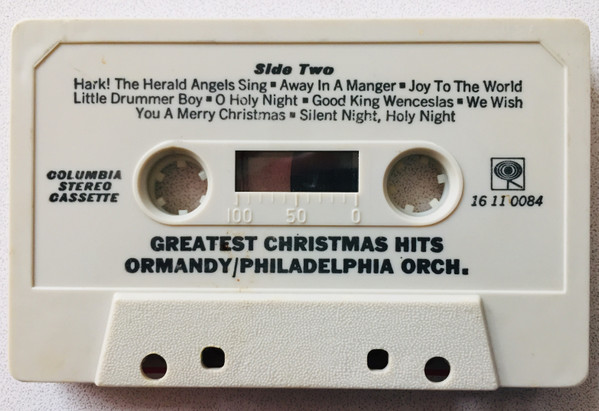 Side Two
Hark! The Herald Angels Sing ▪ Away In A Manger ▪ Joy To The World
Little Drummer Boy ▪ O Holy Night ▪ Good King Wenceslas ▪ We Wish
You A Merry Christmas ▪ Silent Night, Holy Night
COLUMBIA
STEREO
CASSETTE
100 50 0
16 11 0084
GREATEST CHRISTMAS HITS
ORMANDY/PHILADELPHIA ORCH.